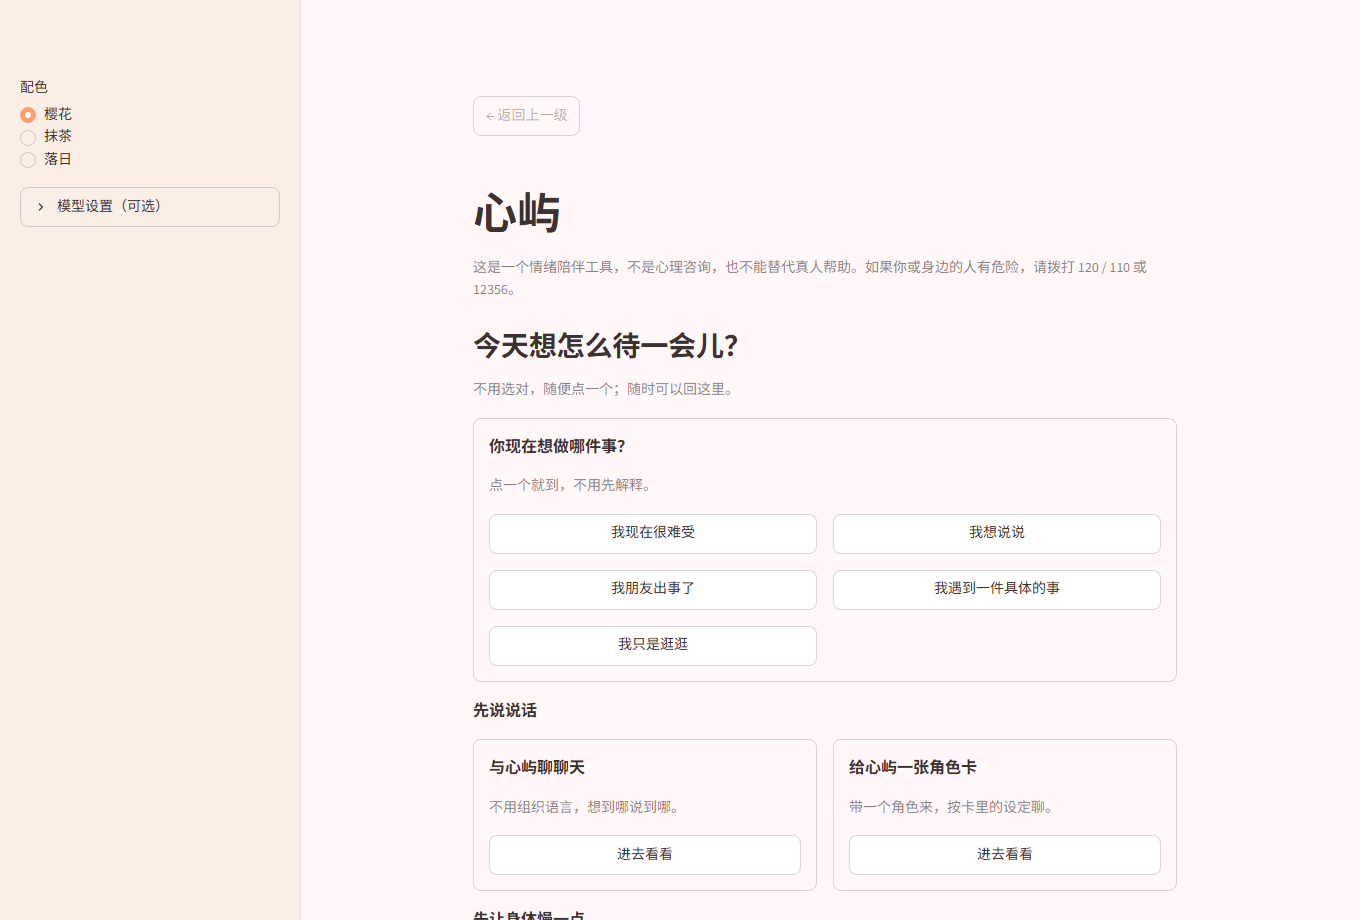 配色
樱花
抹茶
落日
模型设置（可选）
← 返回上一级
心屿
这是一个情绪陪伴工具，不是心理咨询，也不能替代真人帮助。如果你或身边的人有危险，请拨打 120 / 110 或
12356。
今天想怎么待一会儿？
不用选对，随便点一个；随时可以回这里。
你现在想做哪件事？
点一个就到，不用先解释。
我现在很难受
我想说说
我朋友出事了
我遇到一件具体的事
我只是逛逛
先说说话
与心屿聊聊天
给心屿一张角色卡
不用组织语言，想到哪说到哪。
带一个角色来，按卡里的设定聊。
进去看看
进去看看
先让身体慢一点